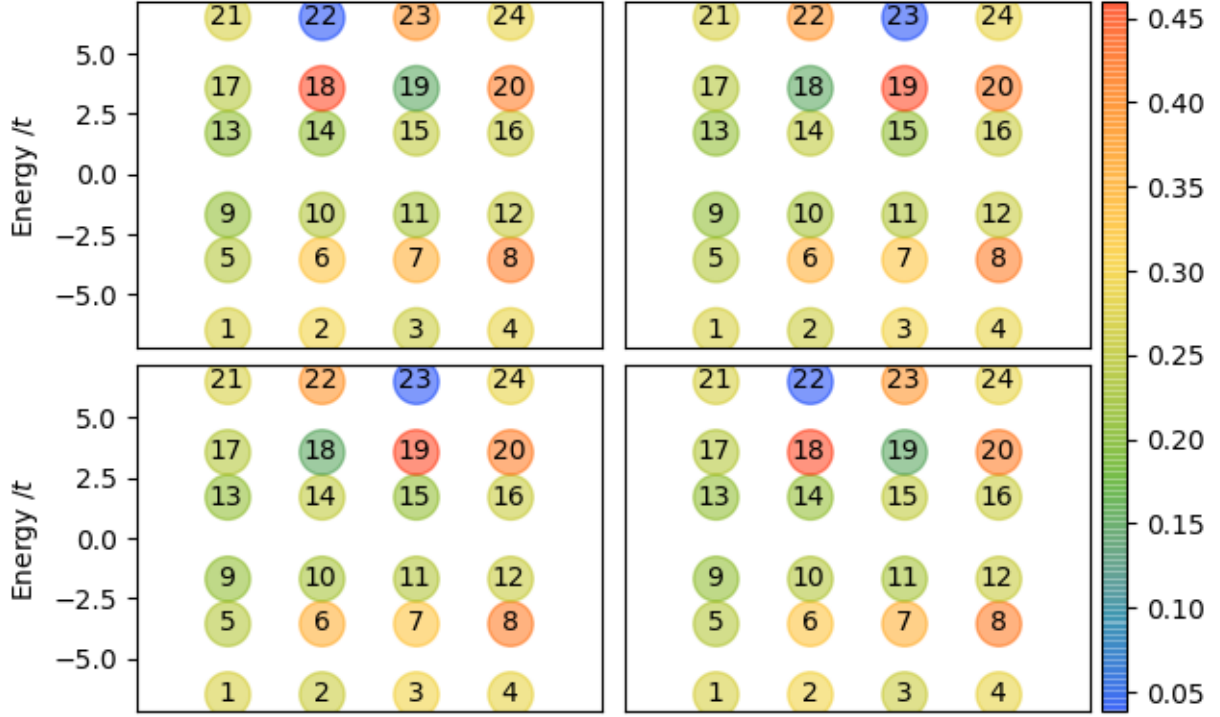 21 22 23 24 21 22 23 24 0.45
5.0
17 18 19 20 17 18 19 20 0.40
2.5 13 14 15 16 13 14 15 16
0.35
0.0
Energy /t
9 10 11 12 9 10 11 12 0.30
−2.5 5 6 7 8 5 6 7 8
−5.0
1 2 3 4 1 2 3 4 0.25
21 22 23 24 21 22 23 24
5.0 0.20
17 18 19 20 17 18 19 20
2.5 13 14 15 16 13 14 15 16
0.15
0.0
Energy /t
9 10 11 12 9 10 11 12
−2.5 5 6 7 8 5 6 7 8 0.10
−5.0
1 2 3 4 1 2 3 4 0.05